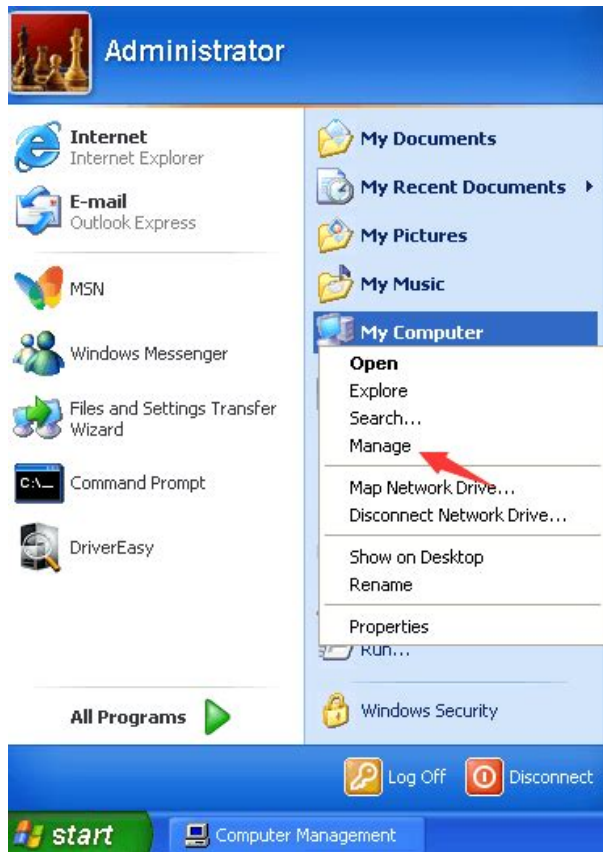 Administrator
Internet
Internet Explorer
E-mail
Outlook Express
MSN
Windows Messenger
Files and Settings Transfer
Wizard
C:\_
Command Prompt
DriverEasy
All Programs
My Documents
My Recent Documents
My Pictures
My Music
My Computer
Open
Explore
Search...
Manage
Map Network Drive...
Disconnect Network Drive...
Show on Desktop
Rename
Properties
Run...
Windows Security
Log Off
Disconnect
start
Computer Management